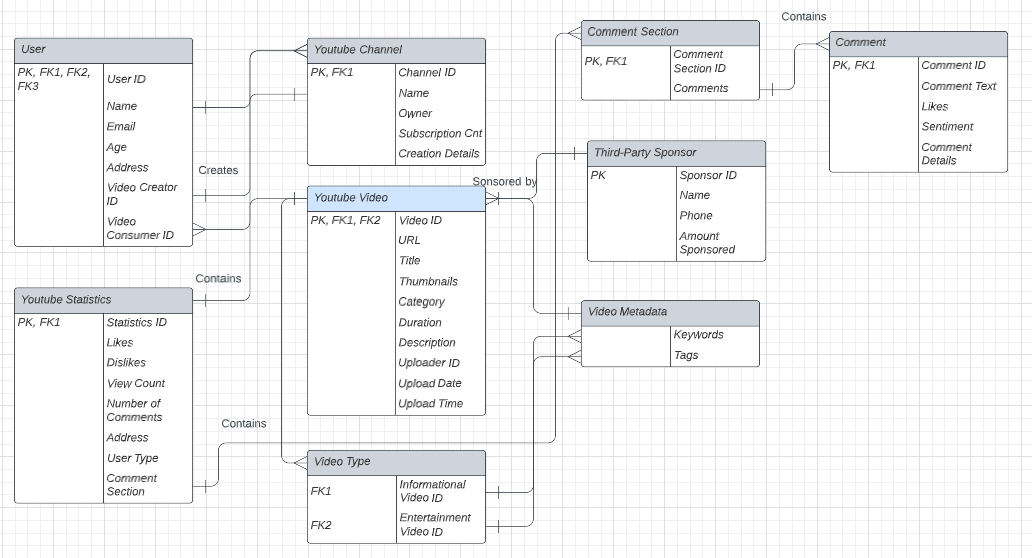 User
PK, FK1, FK2,
FK3
User ID
Name
Email
Age
Address
Video Creator
ID
Video
Consumer ID
Creates
Youtube Channel
PK, FK1
Channel ID
Name
Owner
Subscription Cnt
Creation Details
Comment Section
PK, FK1
Comment
Section ID
Comments
Contains
Comment
PK, FK1
Comment ID
Comment Text
Likes
Sentiment
Comment
Details
Sonsored by
Third-Party Sponsor
PK
Sponsor ID
Name
Phone
Amount
Sponsored
Youtube Video
PK, FK1, FK2
Video ID
URL
Title
Thumbnails
Category
Duration
Description
Uploader ID
Upload Date
Upload Time
Contains
Youtube Statistics
PK, FK1
Statistics ID
Likes
Dislikes
View Count
Number of
Comments
Address
User Type
Comment
Section
Contains
Video Metadata
Keywords
Tags
Video Type
FK1
Informational
Video ID
FK2
Entertainment
Video ID